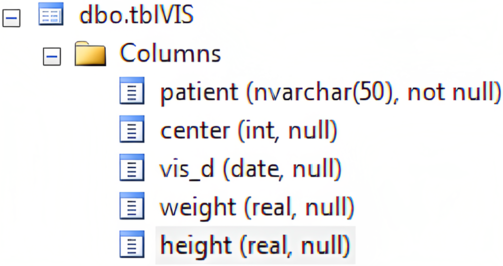 dbo.tblVIS
Columns
patient (nvarchar(50), not null)
center (int, null)
vis_d (date, null)
weight (real, null)
height (real, null)